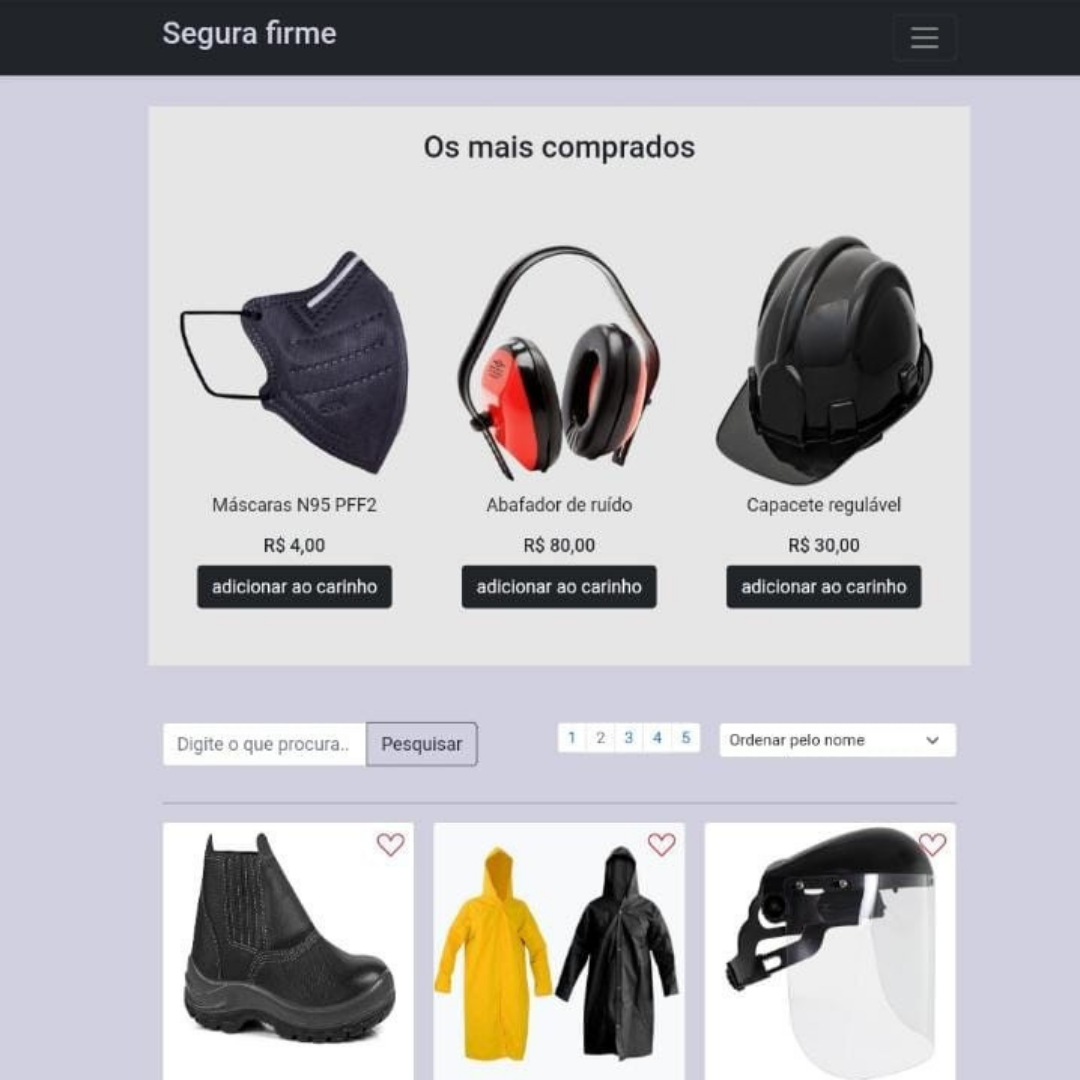 Segura firme
Os mais comprados
Máscaras N95 PFF2
Abafador de ruído
Capacete regulável
R$ 4,00
R$ 80,00
R$ 30,00
adicionar ao carinho
adicionar ao carinho
adicionar ao carinho
Digite o que procura..
Pesquisar
1 2 3 4 5
Ordenar pelo nome